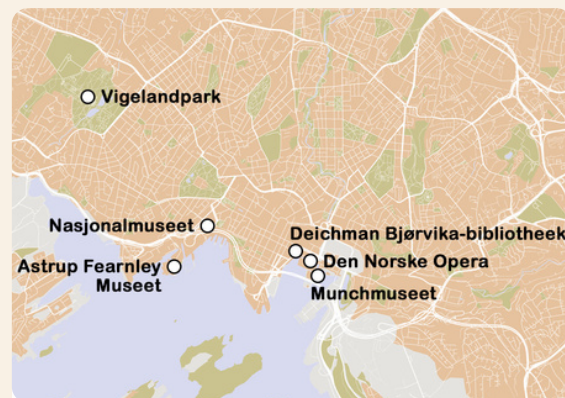 Vigelandpark
Nasjonalmuseet
Deichman Bjørvika-bibliotheek
Astrup Fearnley
Museet
Den Norske Opera
Munchmuseet